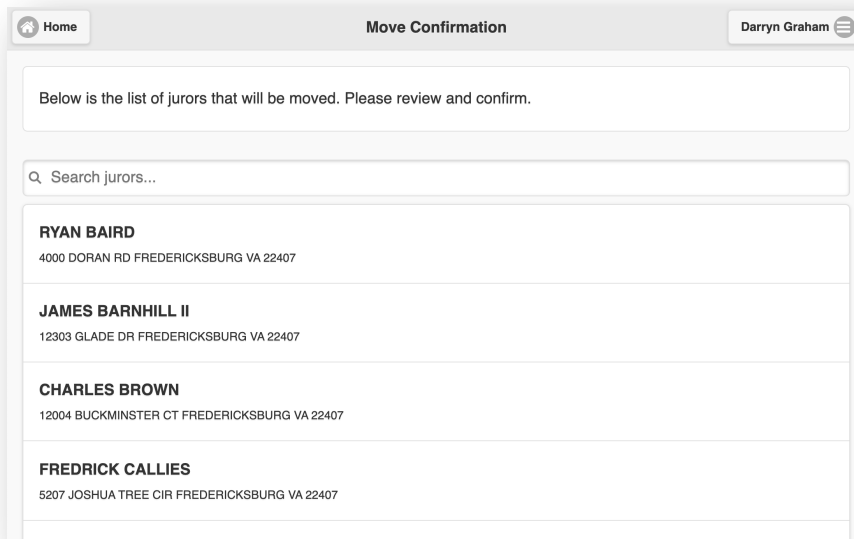 Home
Move Confirmation
Darryn Graham
Below is the list of jurors that will be moved. Please review and confirm.
Search jurors...
RYAN BAIRD
4000 DORAN RD FREDERICKSBURG VA 22407
JAMES BARNHILL II
12303 GLADE DR FREDERICKSBURG VA 22407
CHARLES BROWN
12004 BUCKMINSTER CT FREDERICKSBURG VA 22407
FREDRICK CALLIES
5207 JOSHUA TREE CIR FREDERICKSBURG VA 22407